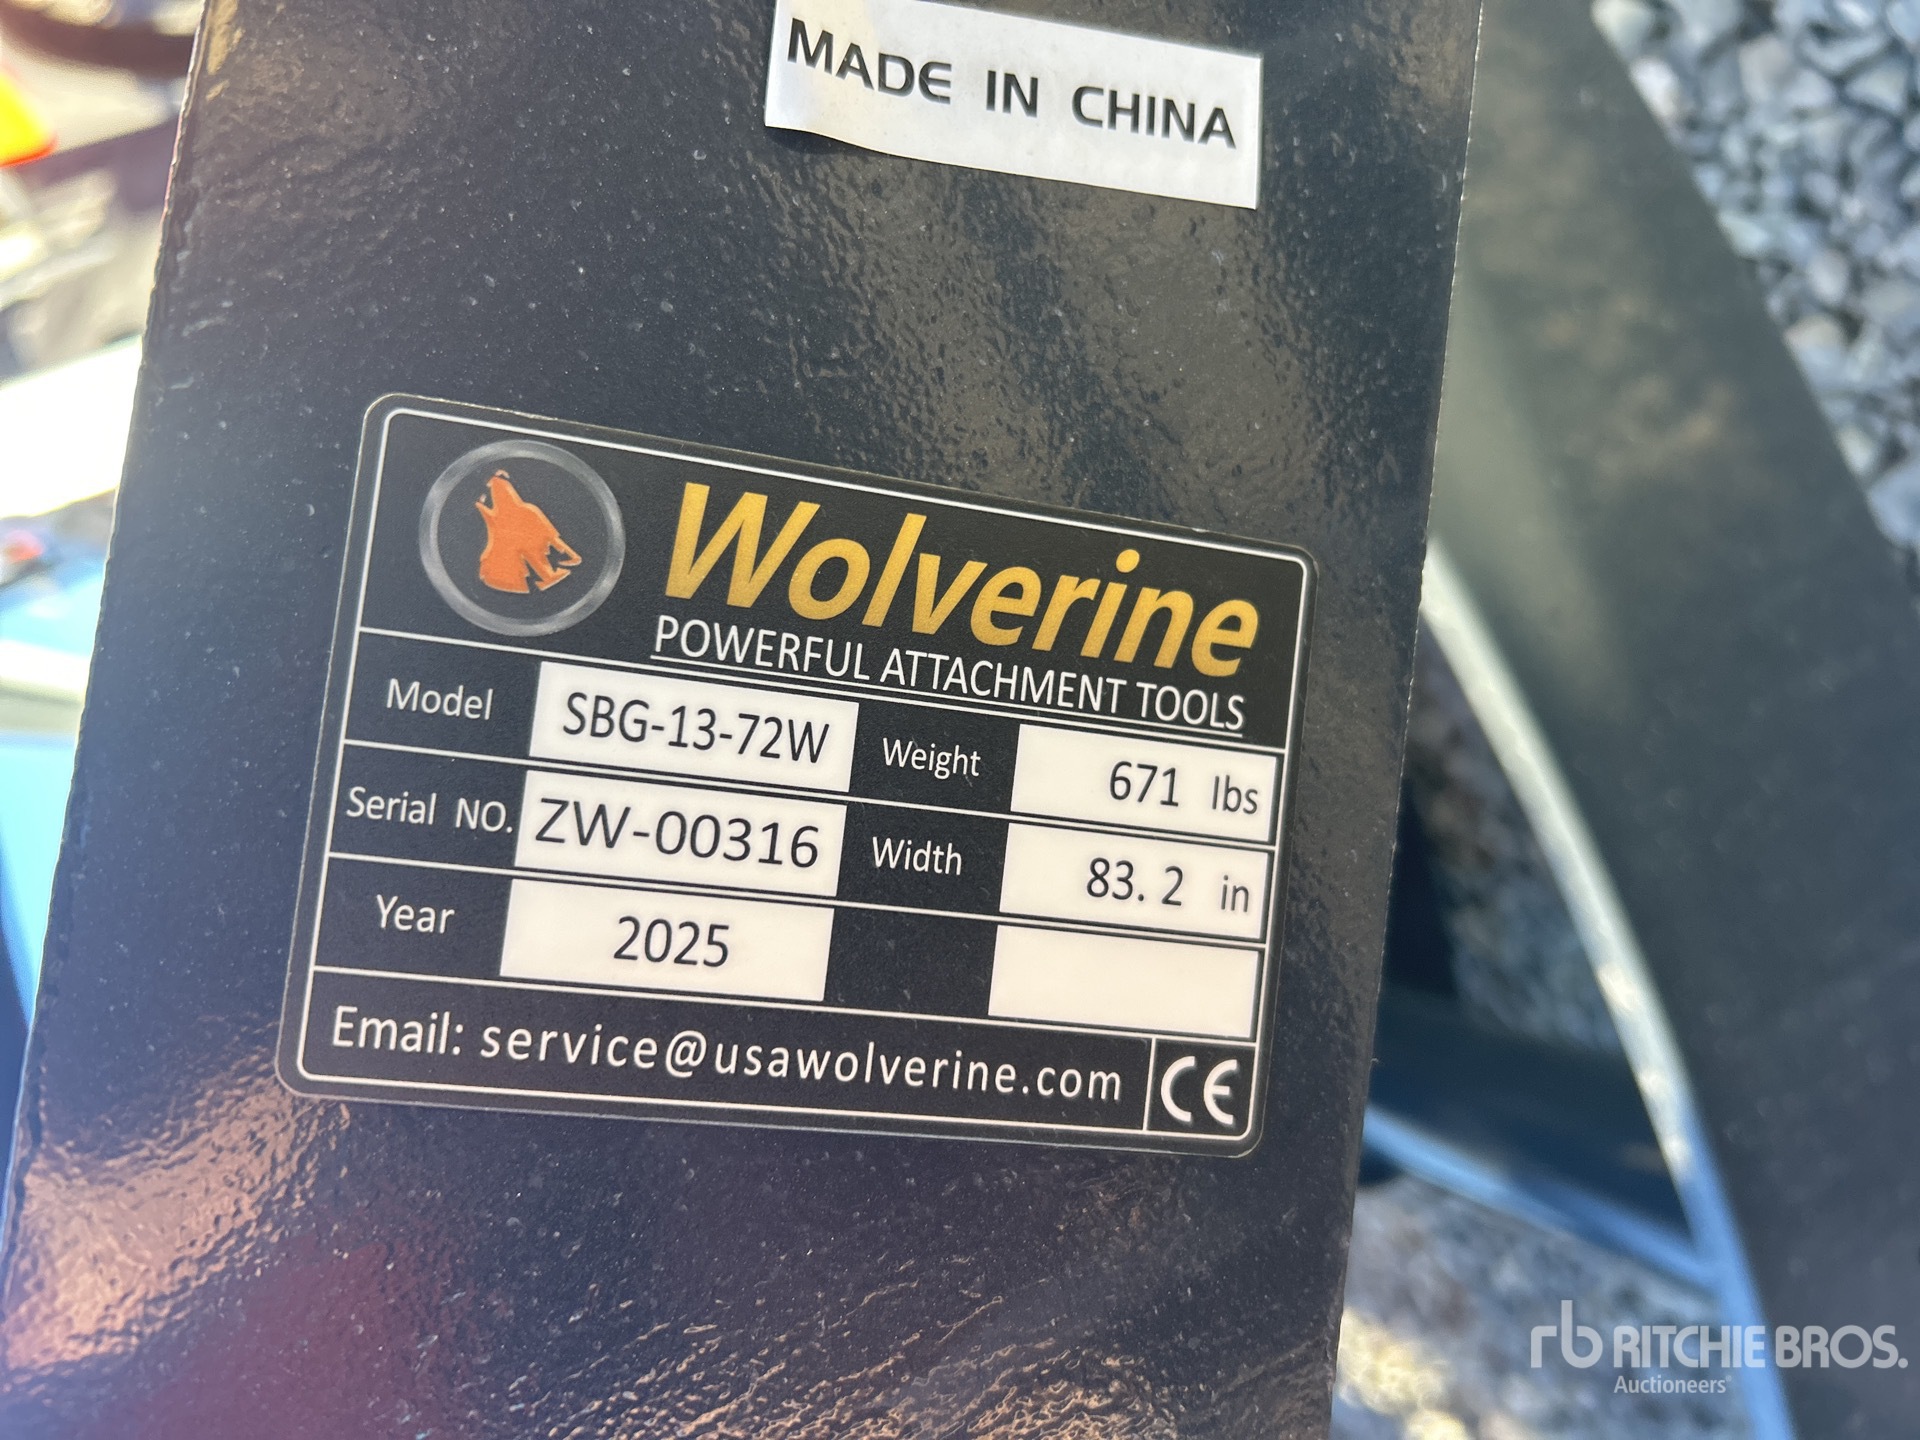 MADE IN CHINA
Wolverine
POWERFUL ATTACHMENT TOOLS
Model SBG-13-72W Weight 671 lbs
Serial NO. ZW-00316 Width 83.2 in
Year 2025
Email: service@usawolverine.com CE
rb RITCHIE BROS.
Auctioneers